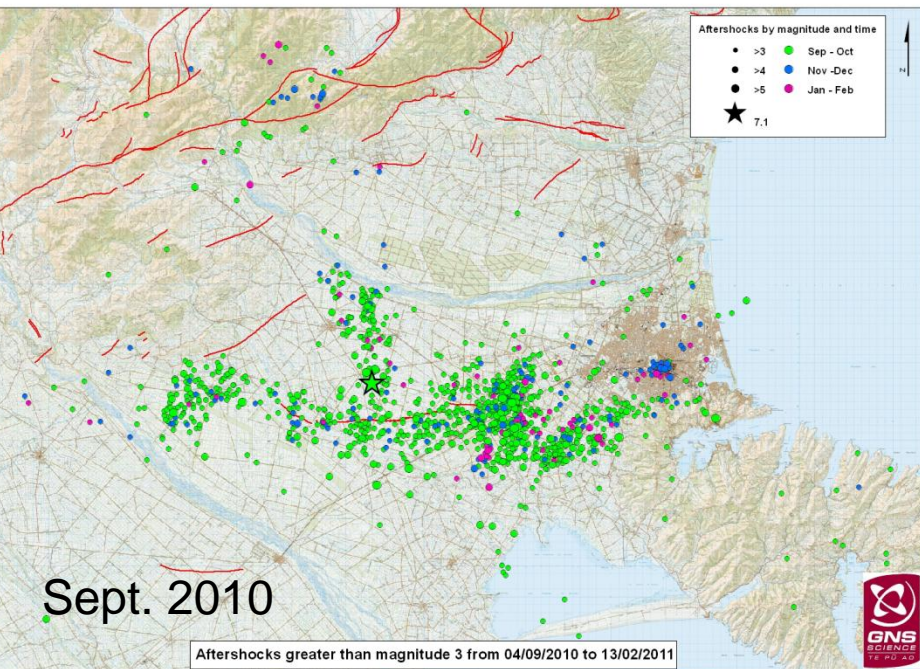 Aftershocks by magnitude and time
>3 Sep - Oct
>4 Nov -Dec
>5 Jan - Feb
7.1
N
Sept. 2010
Aftershocks greater than magnitude 3 from 04/09/2010 to 13/02/2011
GNS
SCIENCE
TE PŪ AO